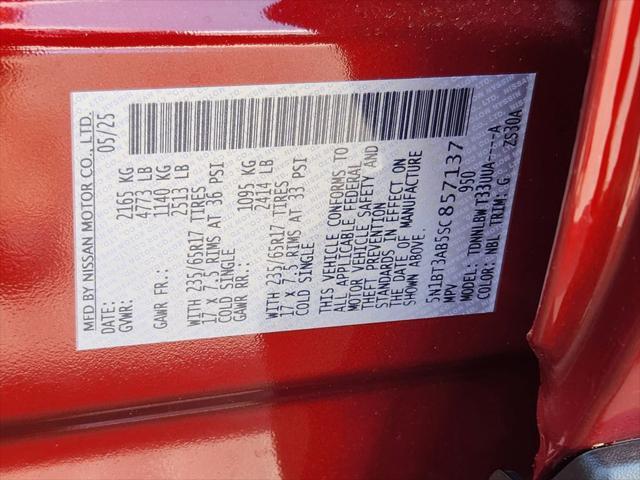 MFD BY NISSAN MOTOR CO., LTD.
DATE: 05/25
GVWR: 2165 KG
4773 LB
GAWR FR: 1140 KG
2513 LB
WITH 235/65R17 TIRES
17 X 7.5 RIMS AT 36 PSI
COLD SINGLE
GAWR RR: 1095 KG
2414 LB
WITH 235/65R17 TIRES
17 X 7.5 RIMS AT 33 PSI
COLD SINGLE
THIS VEHICLE CONFORMS TO
ALL APPLICABLE FEDERAL
MOTOR VEHICLE SAFETY AND
THEFT PREVENTION
STANDARDS IN EFFECT ON
THE DATE OF MANUFACTURE
SHOWN ABOVE.
5N1BT3AB5SC857137
MPV 950
MODEL: TDNNLBW T33UUA----A
COLOR: NBL TRIM: G ZS30A